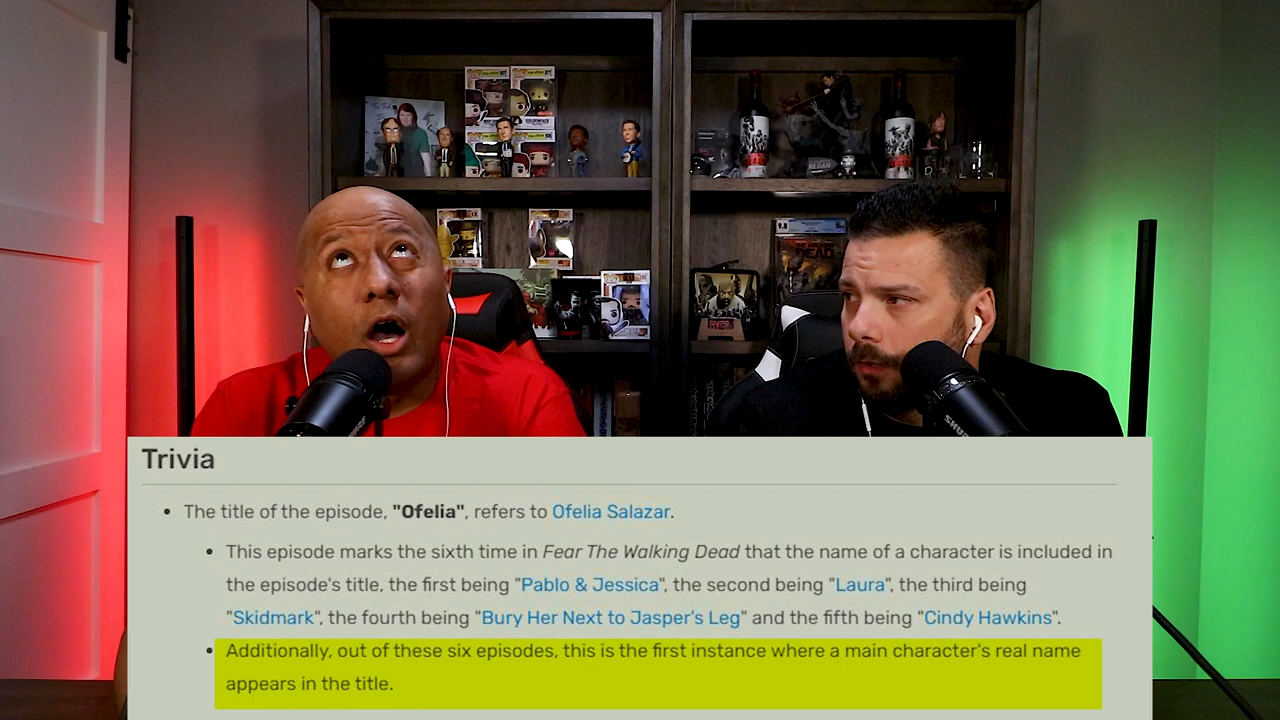 Trivia
• The title of the episode, "Ofelia", refers to Ofelia Salazar.
• This episode marks the sixth time in Fear The Walking Dead that the name of a character is included in
the episode's title, the first being "Pablo & Jessica", the second being "Laura", the third being
"Skidmark", the fourth being "Bury Her Next to Jasper's Leg" and the fifth being "Cindy Hawkins".
• Additionally, out of these six episodes, this is the first instance where a main character's real name
appears in the title.
SHURE
9.8
DEAD